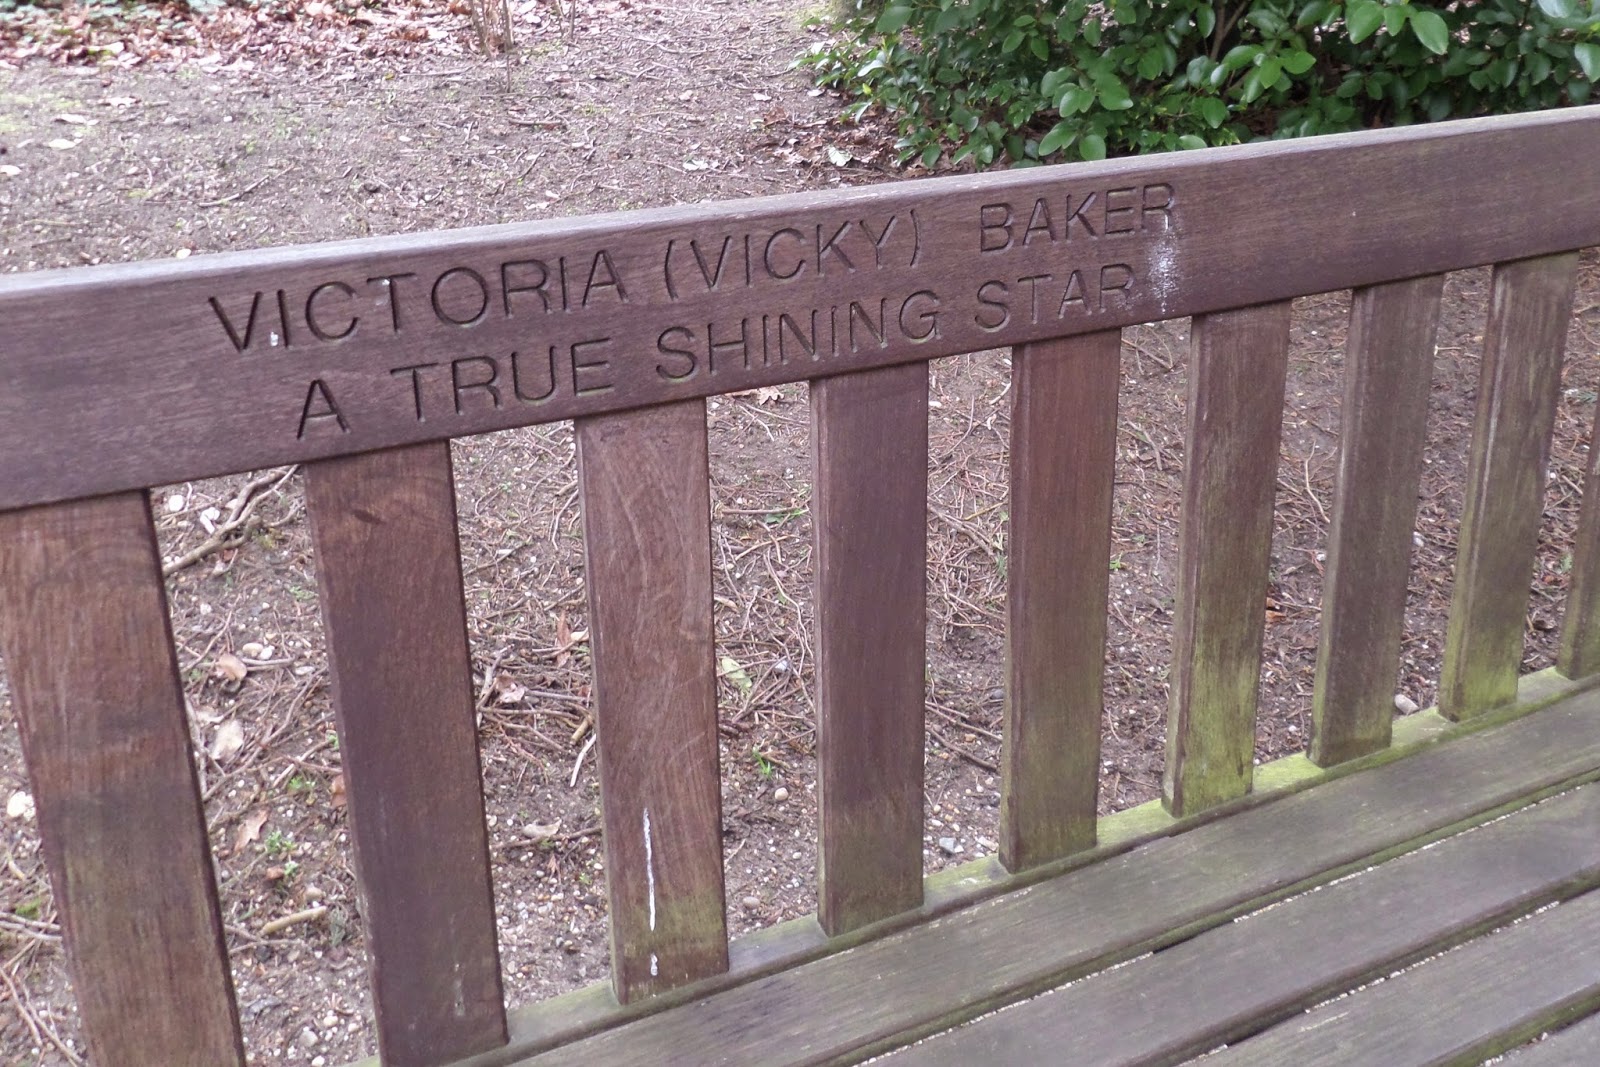 VICTORIA (VICKY) BAKER
A TRUE SHINING STAR